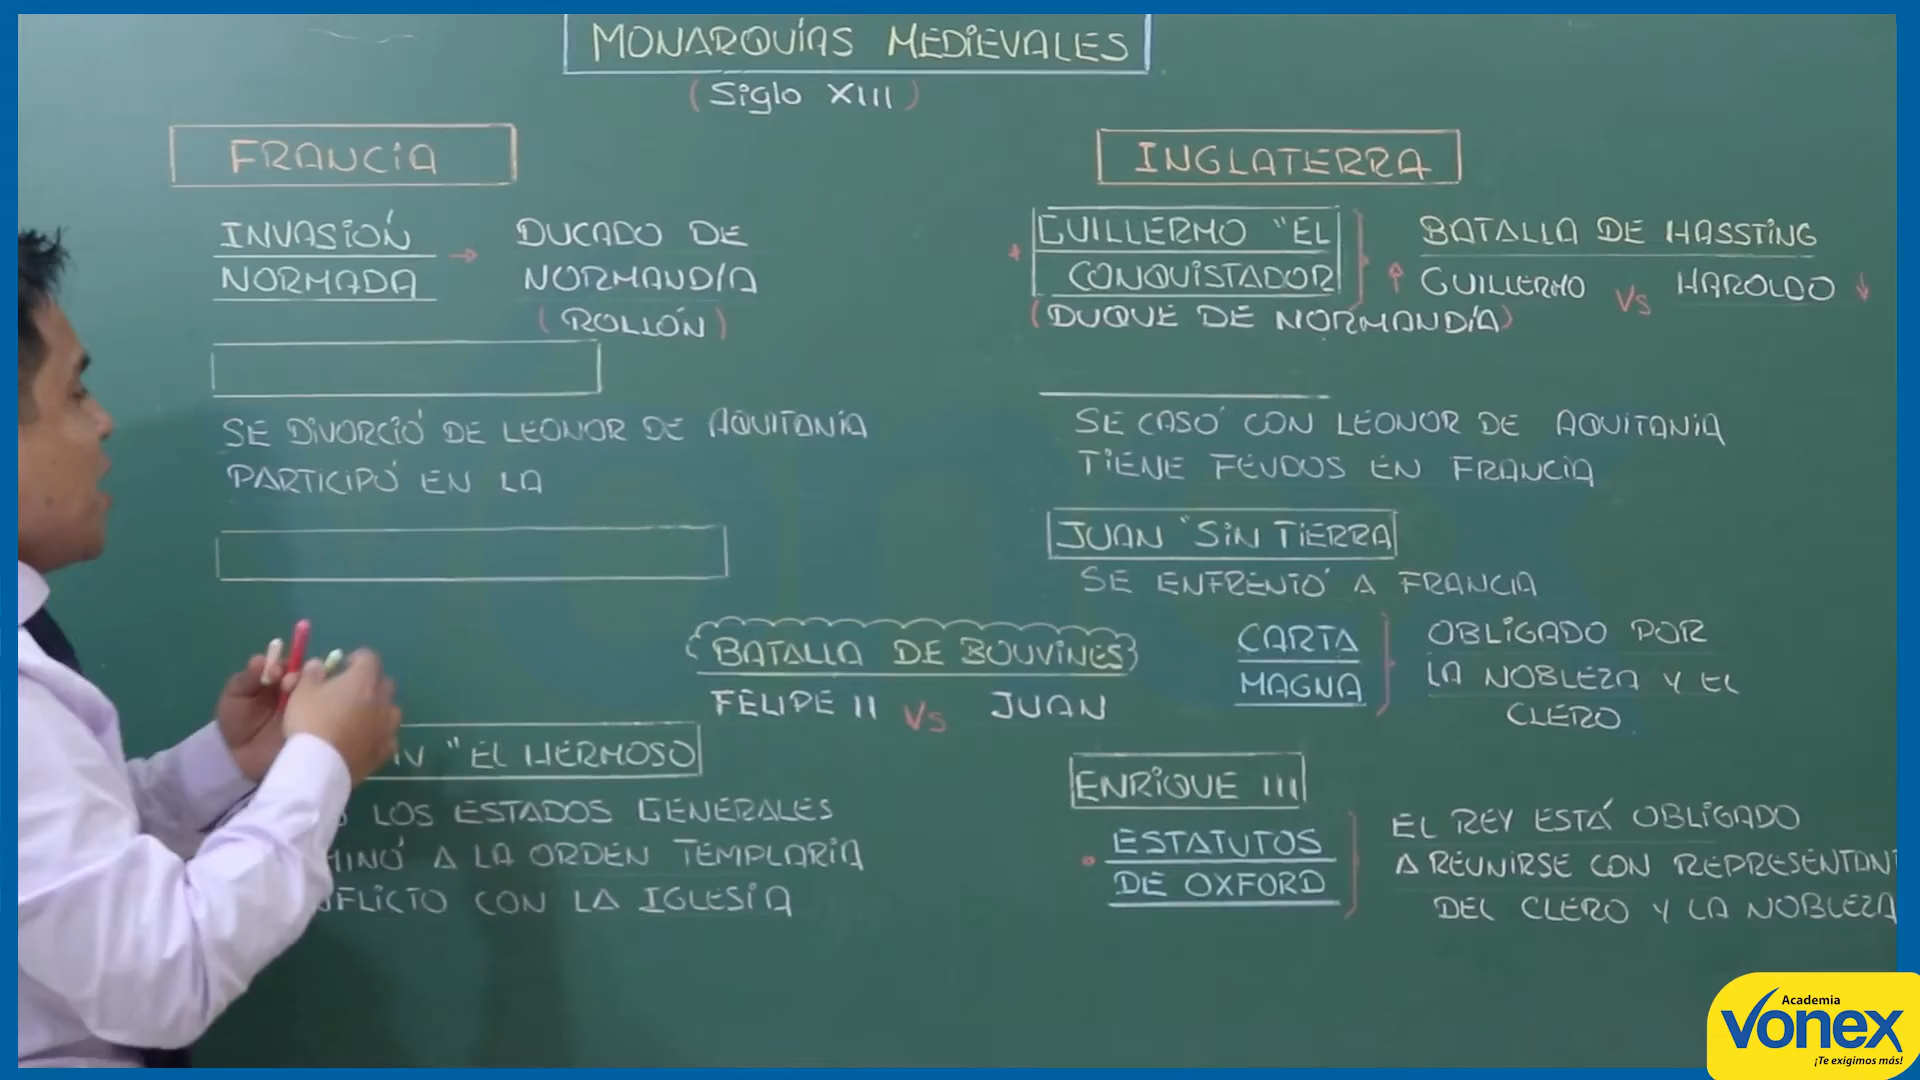 MONARQUÍAS MEDIEVALES
(Siglo XIII)
FRANCIA
INVASIÓN
NORMADA
→ DUCADO DE
NORMANDÍA
(ROLLÓN)
SE DIVORCIÓ DE LEONOR DE AQUITANIA
PARTICIPÓ EN LA
BATALLA DE BOUVINES
FELIPE II Vs JUAN
IV "EL HERMOSO
LOS ESTADOS GENERALES
A LA ORDEN TEMPLARIA
CON LA IGLESIA
INGLATERRA
GUILLERMO "EL
CONQUISTADOR
(DUQUE DE NORMANDÍA)
BATALLA DE HASSTING
↑ GUILLERMO Vs HAROLDO ↓
SE CASÓ CON LEONOR DE AQUITANIA
TIENE FEUDOS EN FRANCIA
JUAN "SIN TIERRA
SE ENFRENTÓ A FRANCIA
CARTA
MAGNA
OBLIGADO POR
LA NOBLEZA Y EL
CLERO
ENRIQUE III
ESTATUTOS
DE OXFORD
EL REY ESTÁ OBLIGADO
A REUNIRSE CON REPRESENTAN
DEL CLERO Y LA NOBLEZA
Academia
vonex
¡Te exigimos más!